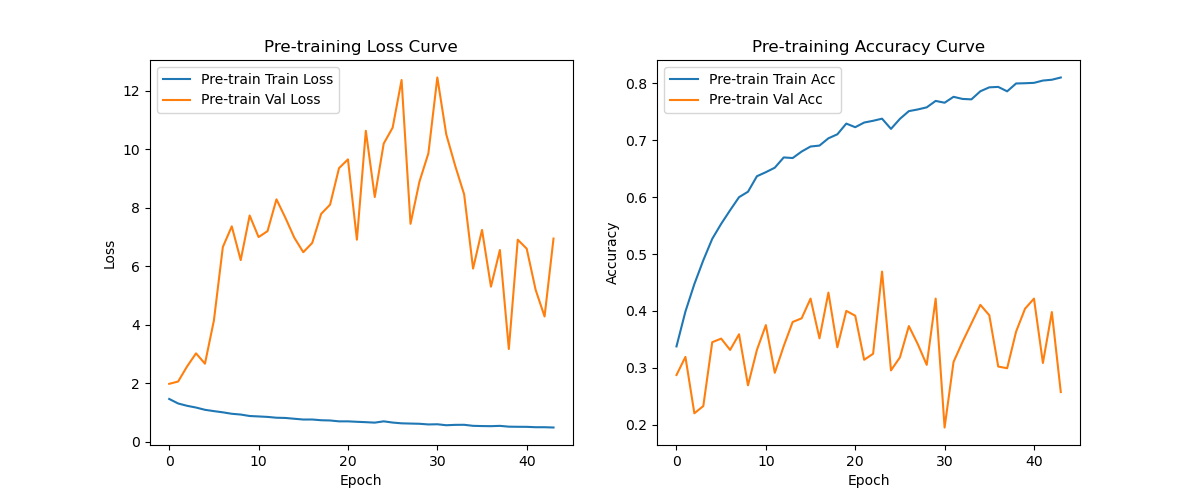 Pre-training Loss Curve
Pre-train Train Loss
Pre-train Val Loss
12
10
8
6
4
2
0
Loss
0 10 20 30 40
Epoch
Pre-training Accuracy Curve
Pre-train Train Acc
Pre-train Val Acc
0.8
0.7
0.6
0.5
0.4
0.3
0.2
Accuracy
0 10 20 30 40
Epoch